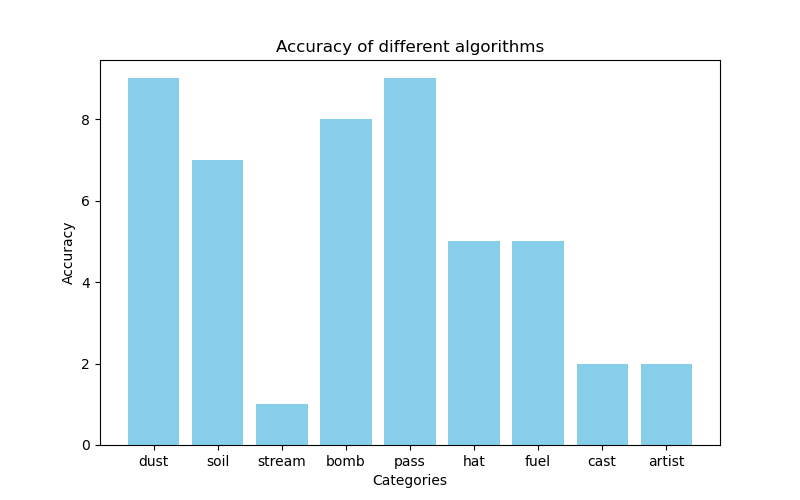 Accuracy of different algorithms
Accuracy
8
6
4
2
0
dust soil stream bomb pass hat fuel cast artist
Categories